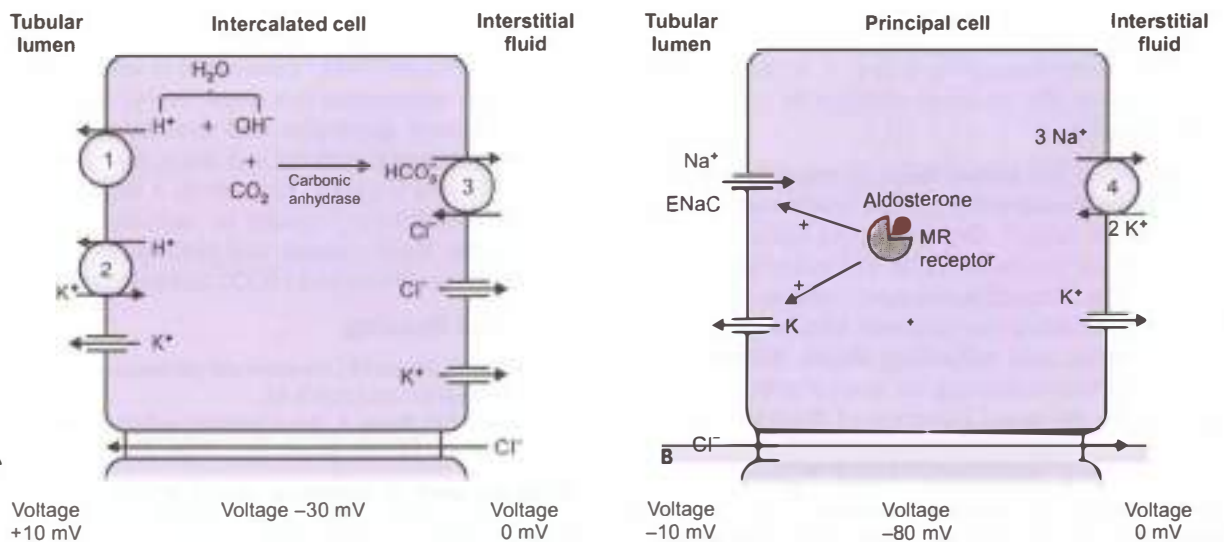 Tubular
lumen
Intercalated cell
Interstitial
fluid
H₂O
H⁺ + OH⁻
+
CO₂
Carbonic
anhydrase
HCO₃⁻
1
3
Cl⁻
H⁺
2
K⁺
Cl⁻
K⁺
K⁺
Cl⁻
Voltage
+10 mV
Voltage –30 mV
Voltage
0 mV
Tubular
lumen
Principal cell
Interstitial
fluid
3 Na⁺
Na⁺
4
ENaC
Aldosterone
+
2 K⁺
MR
receptor
+
K⁺
K
+
Cl⁻
B
Voltage
–10 mV
Voltage
–80 mV
Voltage
0 mV